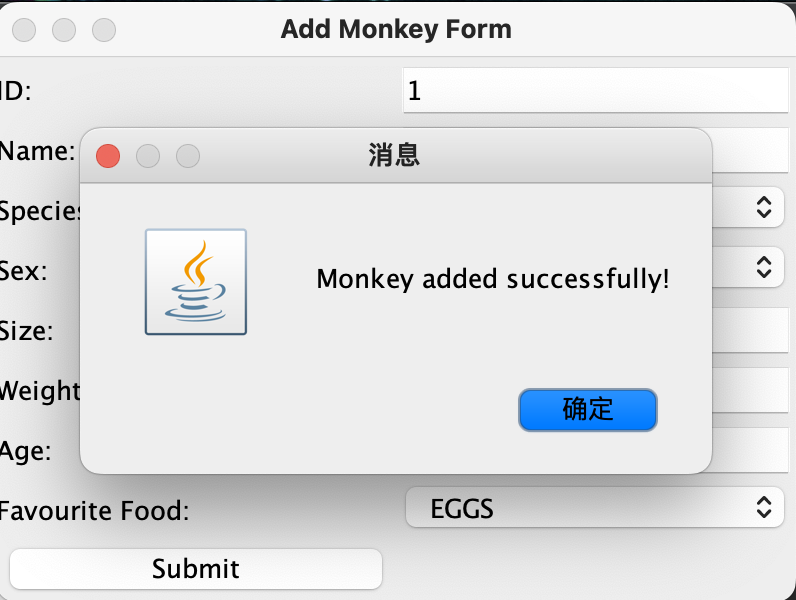 Add Monkey Form
ID:
1
Name:
消息
Species
Sex:
Monkey added successfully!
Size:
Weight
确定
Age:
Favourite Food:
EGGS
Submit